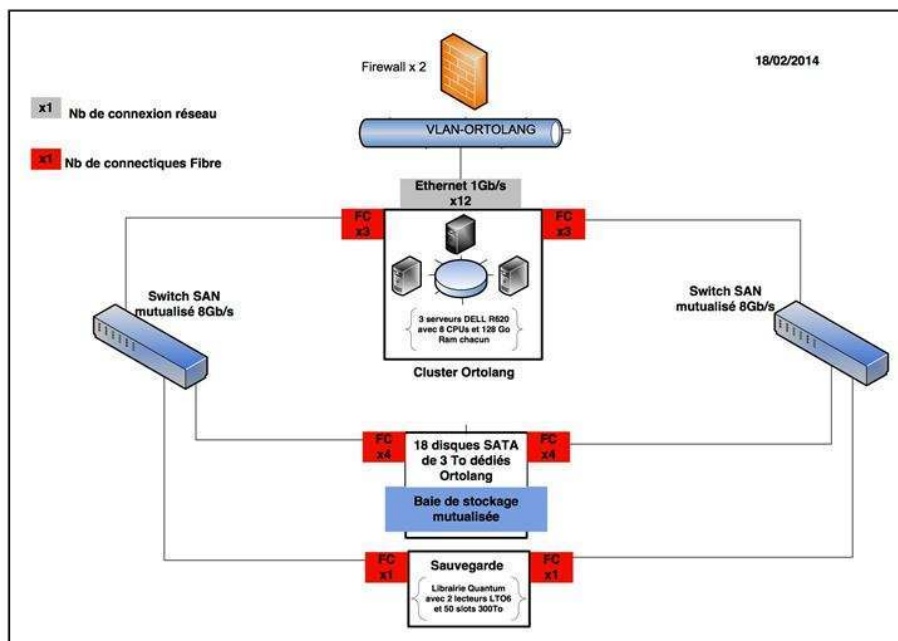 Firewall x 2
18/02/2014
x1 Nb de connexion réseau
VLAN-ORTOLANG
x1 Nb de connectiques Fibre
Ethernet 1Gb/s
x12
FC
x3
FC
x3
Switch SAN
mutualisé 8Gb/s
Switch SAN
mutualisé 8Gb/s
3 serveurs DELL R620
avec 8 CPUs et 128 Go
Ram chacun
Cluster Ortolang
FC
x4
18 disques SATA
de 3 To dédiés
Ortolang
FC
x4
Baie de stockage
mutualisée
FC
x1
Sauvegarde
FC
x1
Librairie Quantum
avec 2 lecteurs LTO6
et 50 slots 300To